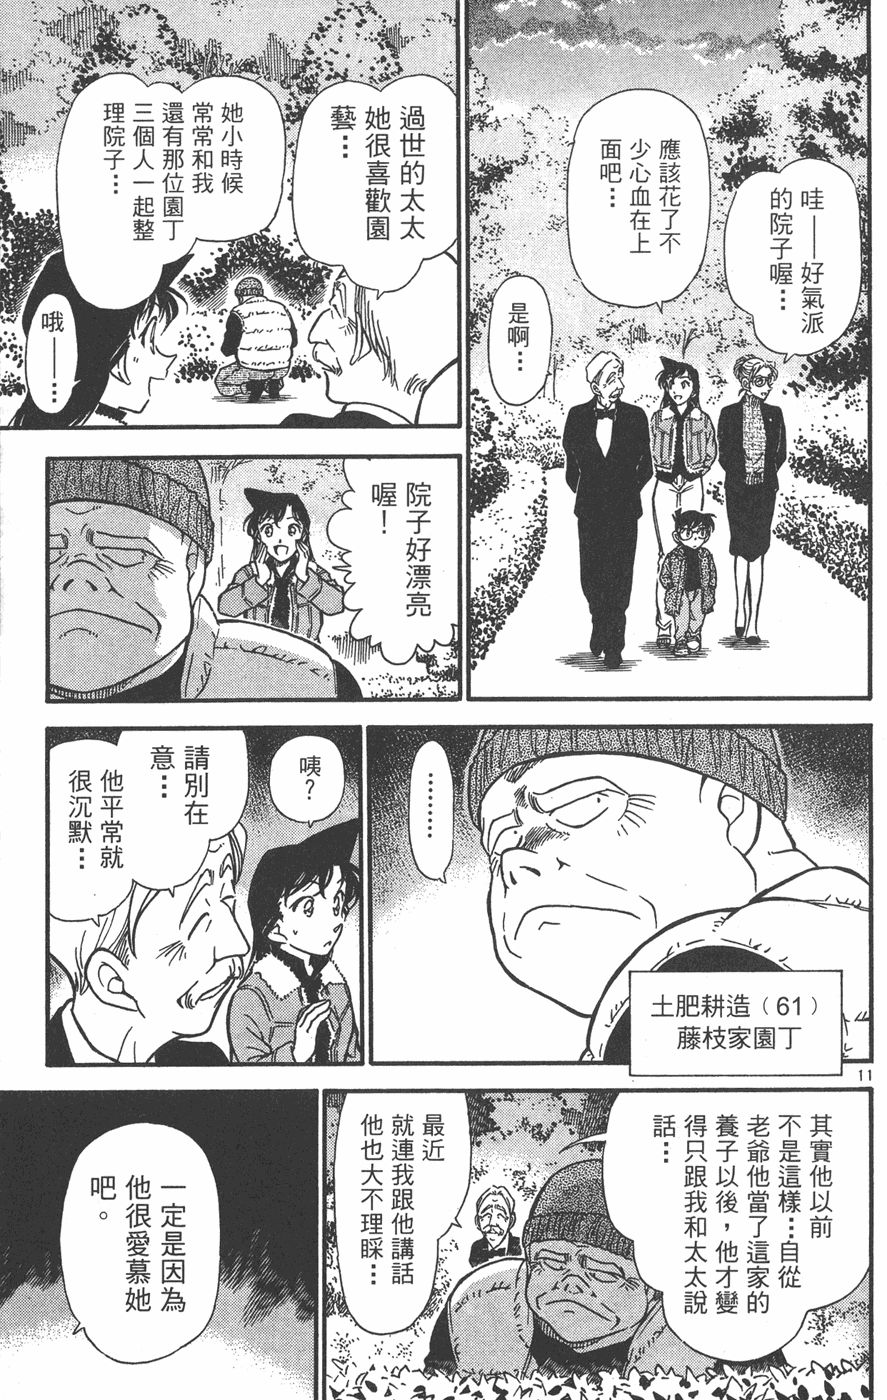 哇——好氣派
的院子喔…
應該花了不
少心血在上
面吧…
是啊…
過世的太太
她很喜歡園
藝…
她小時候
常常和我
還有那位園丁
三個人一起整
理院子…
哦——…
院子好漂亮
喔！
………
土肥耕造（61）
藤枝家園丁
咦？
請別在
意…
他平常就
很沉默…
11
其實他以前
不是這樣…自從
老爺他當了這家的
養子以後，他才變
得只跟我和太太說
話…
最近
就連我跟他講話
他也大不理睬…
一定是因為
他很愛慕她
吧。